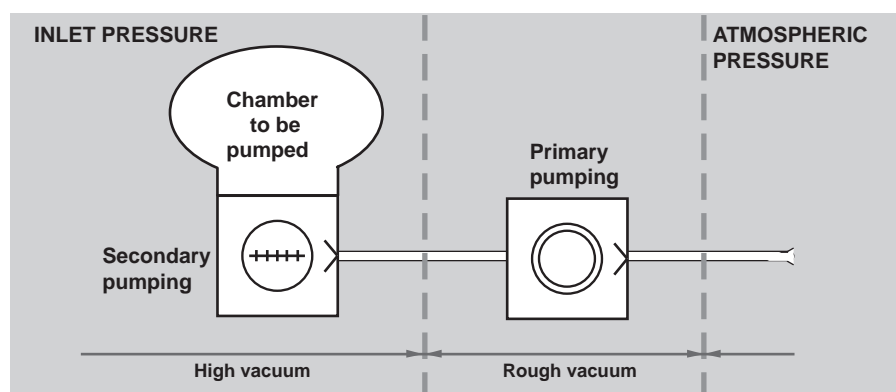 INLET PRESSURE
ATMOSPHERIC
PRESSURE
Chamber
to be
pumped
Primary
pumping
Secondary
pumping
High vacuum
Rough vacuum